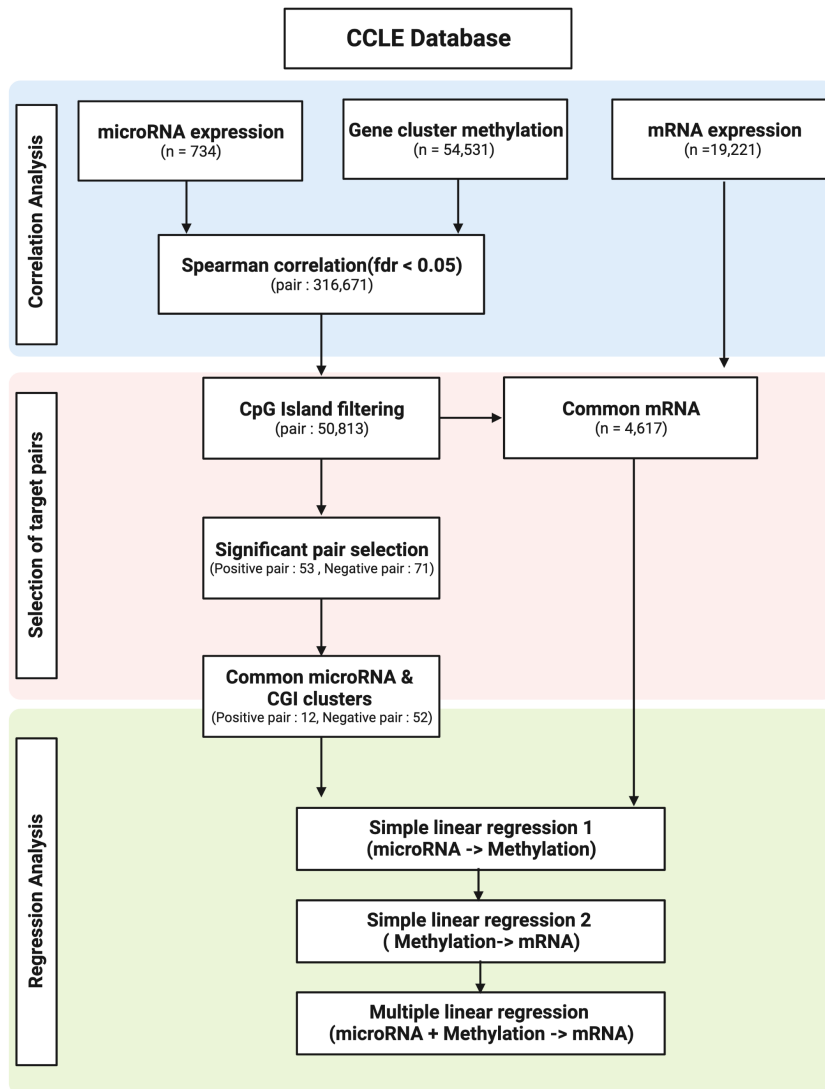 CCLE Database
Correlation Analysis
microRNA expression
(n = 734)
Gene cluster methylation
(n = 54,531)
mRNA expression
(n =19,221)
Spearman correlation(fdr < 0.05)
(pair : 316,671)
Selection of target pairs
CpG Island filtering
(pair : 50,813)
Common mRNA
(n = 4,617)
Significant pair selection
(Positive pair : 53 , Negative pair : 71)
Common microRNA &
CGI clusters
(Positive pair : 12, Negative pair : 52)
Regression Analysis
Simple linear regression 1
(microRNA -> Methylation)
Simple linear regression 2
( Methylation-> mRNA)
Multiple linear regression
(microRNA + Methylation -> mRNA)